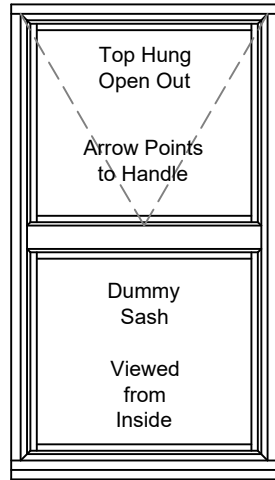 Top Hung
Open Out
Arrow Points
to Handle
Dummy
Sash
Viewed
from
Inside